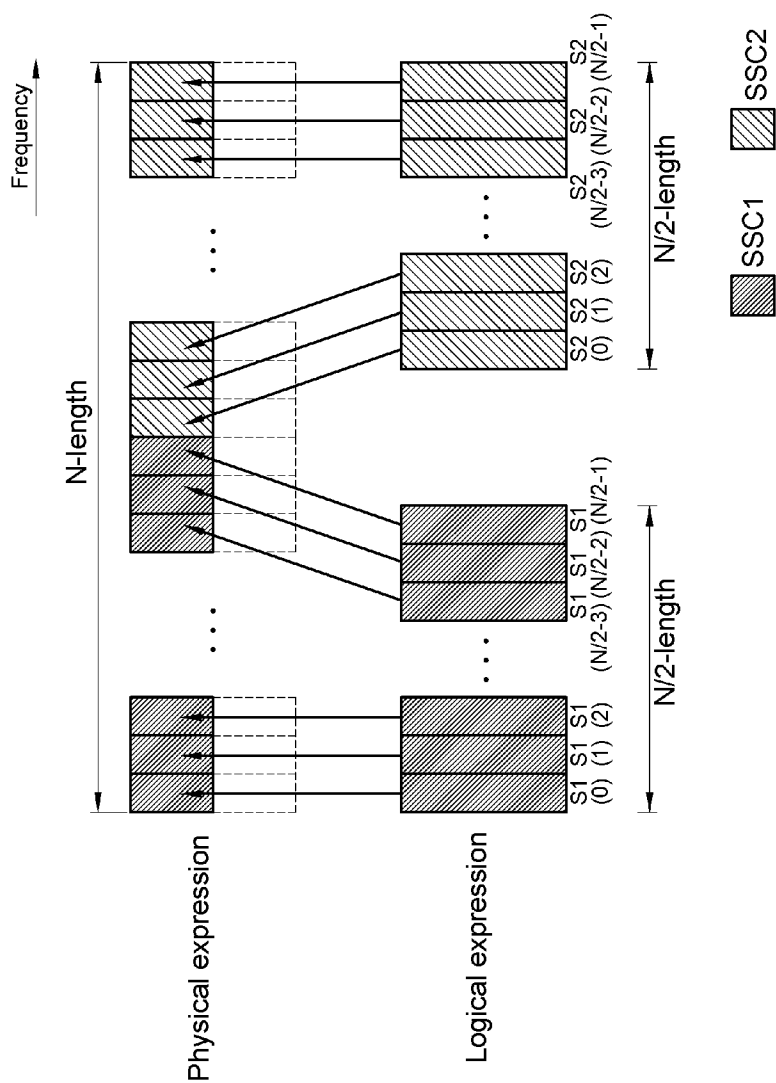 Frequency
N-length
Physical expression
Logical expression
S1 (0)
S1 (1)
S1 (2)
S1 (N/2-3)
S1 (N/2-2)
S1 (N/2-1)
S2 (0)
S2 (1)
S2 (2)
S2 (N/2-3)
S2 (N/2-2)
S2 (N/2-1)
N/2-length
N/2-length
SSC1
SSC2